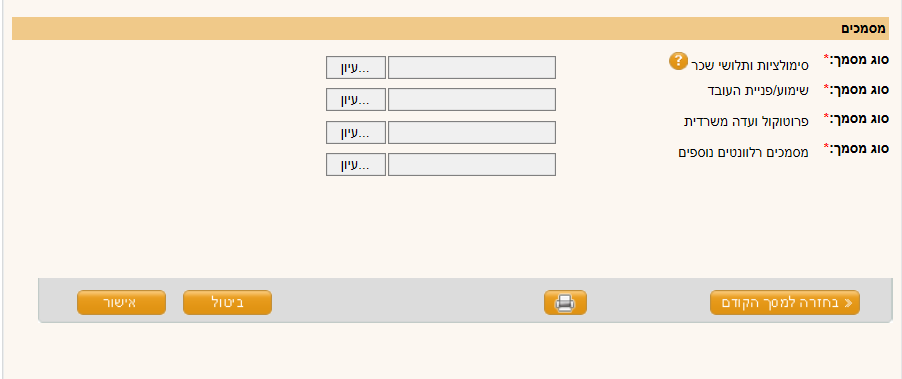 מסמכים
סוג מסמך:* סימולציות ותלושי שכר ? עיון...
סוג מסמך:* שימוע/פניית העובד עיון...
סוג מסמך:* פרוטוקול ועדה משרדית עיון...
סוג מסמך:* מסמכים רלוונטים נוספים עיון...
» בחזרה למסך הקודם ביטול אישור